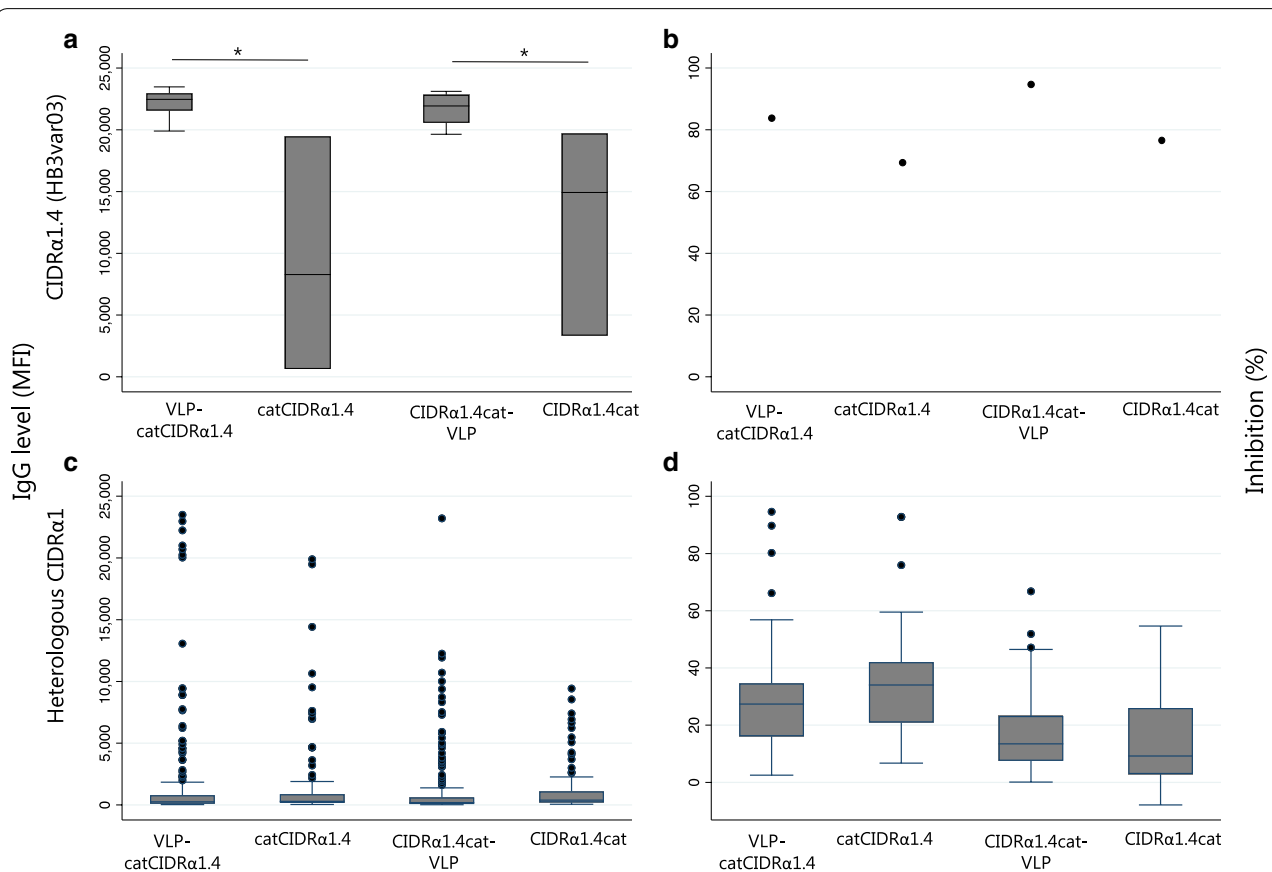 a
b
*
*
CIDRα1.4 (HB3var03)
25,000
20,000
15,000
10,000
5,000
0
VLP-
catCIDRα1.4
catCIDRα1.4
CIDRα1.4cat-
VLP
CIDRα1.4cat
100
80
60
40
20
0
VLP-
catCIDRα1.4
catCIDRα1.4
CIDRα1.4cat-
VLP
CIDRα1.4cat
IgG level (MFI)
Inhibition (%)
c
d
Heterologous CIDRα1
25,000
20,000
15,000
10,000
5,000
0
VLP-
catCIDRα1.4
catCIDRα1.4
CIDRα1.4cat-
VLP
CIDRα1.4cat
100
80
60
40
20
0
VLP-
catCIDRα1.4
catCIDRα1.4
CIDRα1.4cat-
VLP
CIDRα1.4cat